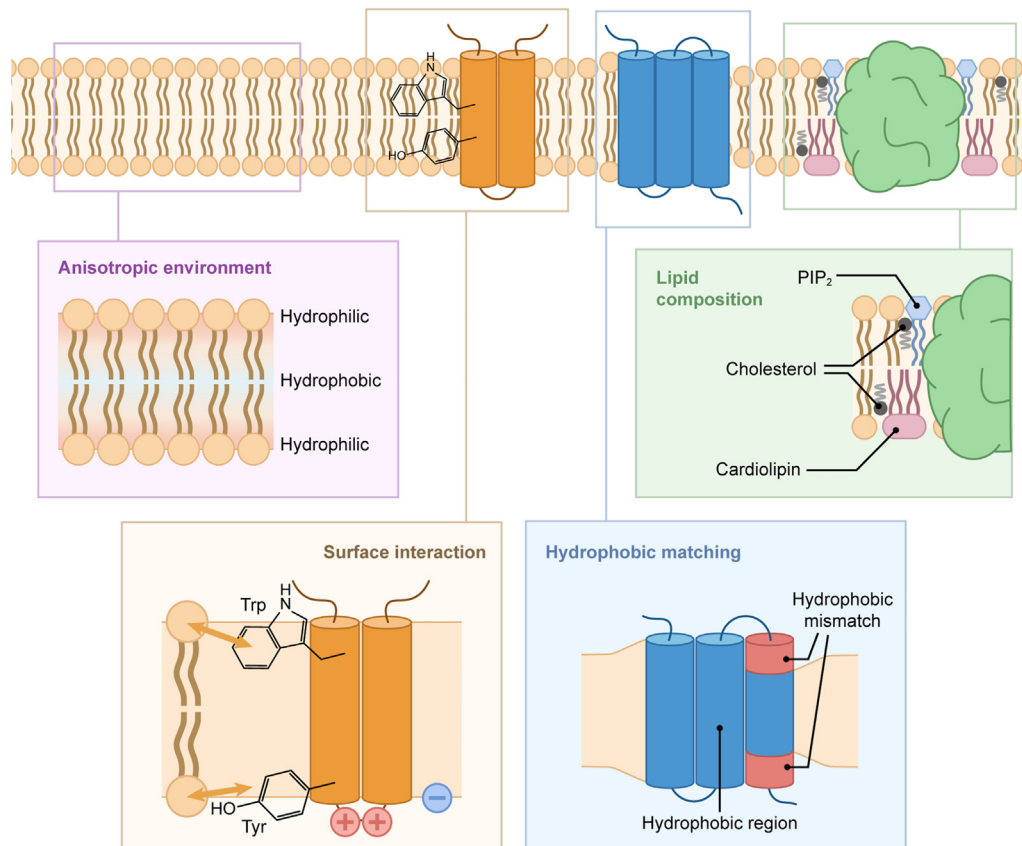 N
H
HO
Anisotropic environment
Hydrophilic
Hydrophobic
Hydrophilic
Lipid
composition
PIP₂
Cholesterol
Cardiolipin
Surface interaction
Trp
H
N
HO
Tyr
+ +
−
Hydrophobic matching
Hydrophobic
mismatch
Hydrophobic region